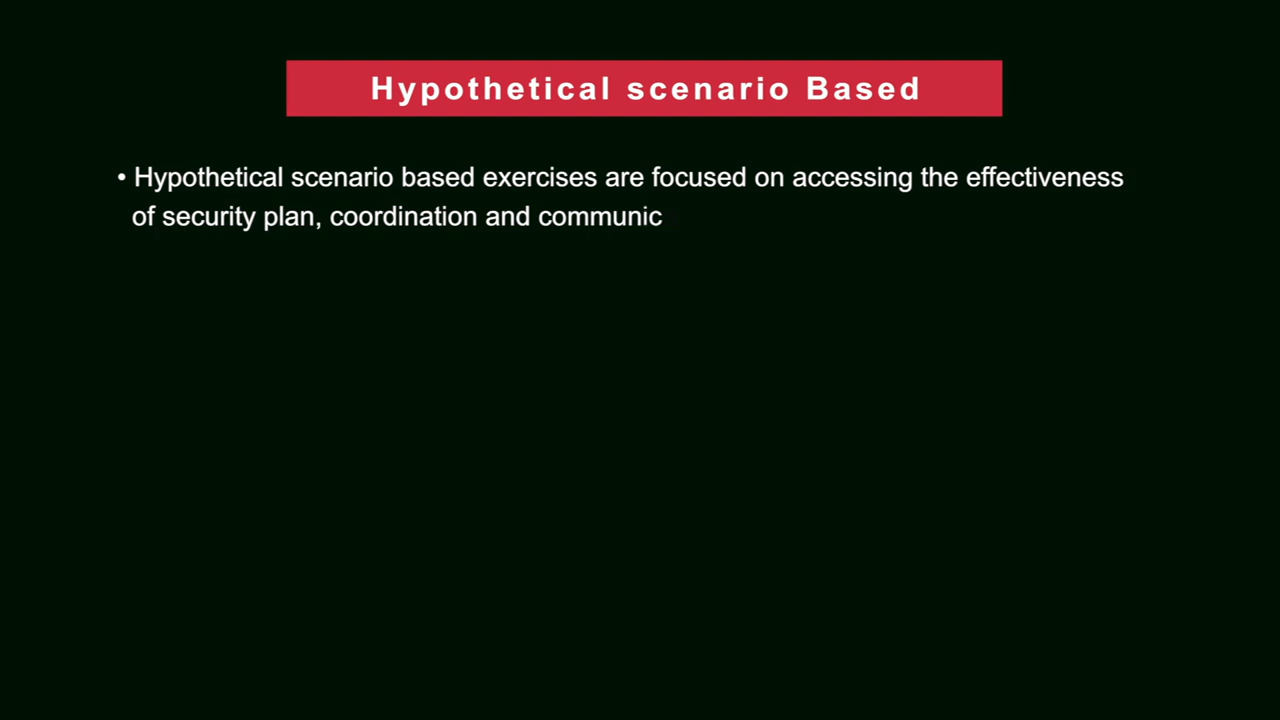 Hypothetical scenario Based
• Hypothetical scenario based exercises are focused on accessing the effectiveness
of security plan, coordination and communic